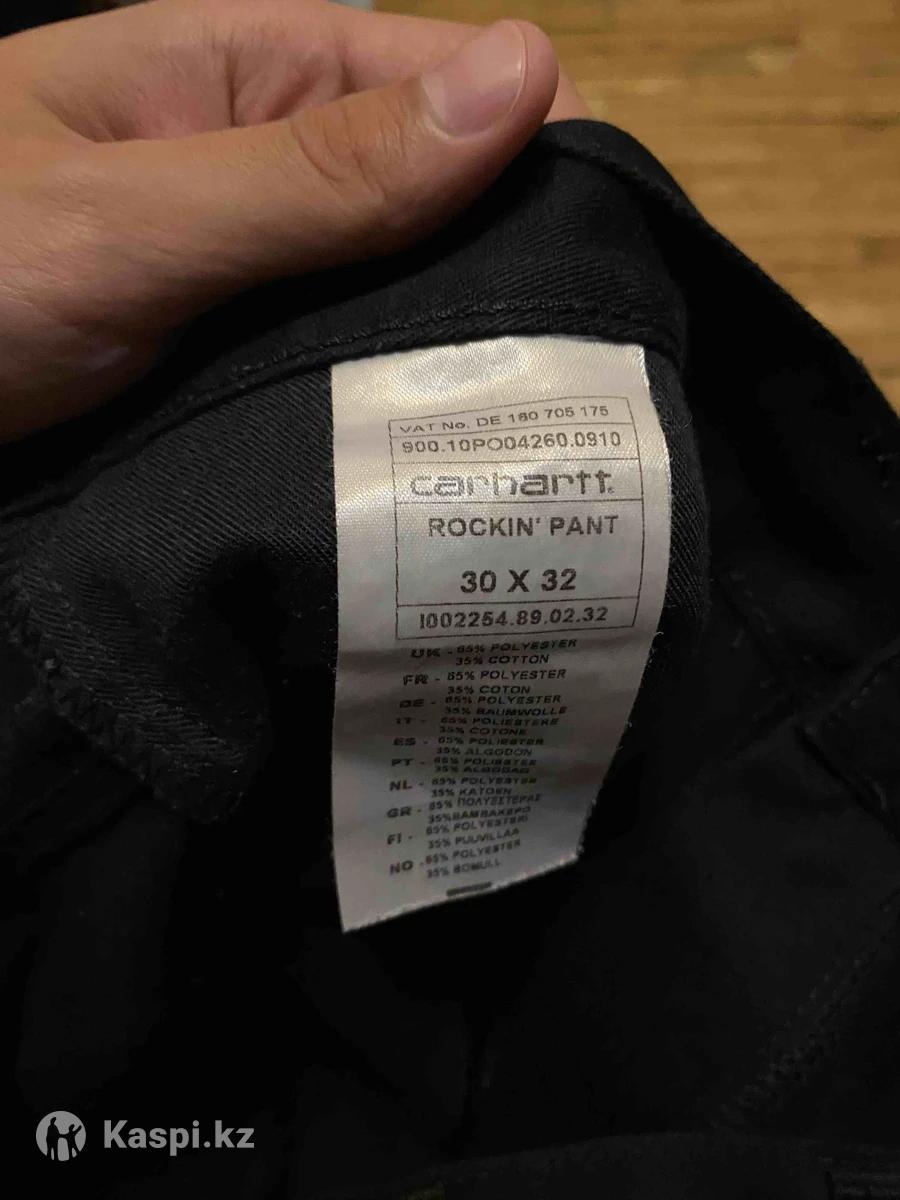 VAT No. DE 180 705 175
900.10PO04260.0910
carhartt.
ROCKIN' PANT
30 X 32
I002254.89.02.32
UK - 65% POLYESTER
35% COTTON
FR - 65% POLYESTER
35% COTON
DE - 65% POLYESTER
35% BAUMWOLLE
IT - 65% POLIESTERE
35% COTONE
ES - 65% POLIESTER
35% ALGODON
PT - 65% POLIESTER
35% ALGODAO
NL - 65% POLYESTER
35% KATOEN
GR - 65% ΠΟΛΥΕΣΤΕΡΑΣ
35% ΒΑΜΒΑΚΕΡΟ
FI - 65% POLYESTERI
35% PUUVILLAA
NO - 65% POLYESTER
35% BOMULL
Kaspi.kz